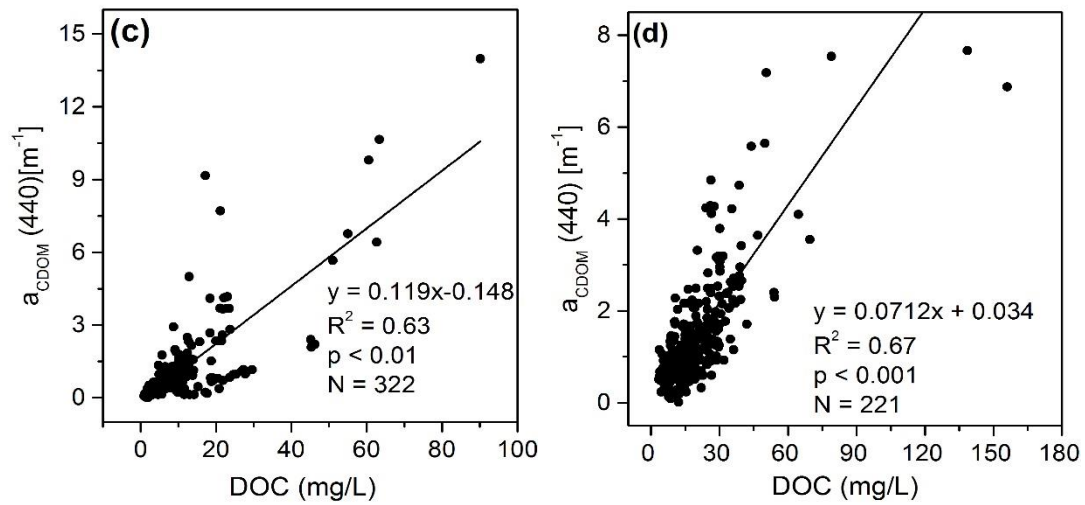 (c)
15
12
9
6
3
0
a_CDOM (440)[m^-1]
y = 0.119x-0.148
R^2 = 0.63
p < 0.01
N = 322
0 20 40 60 80 100
DOC (mg/L)
(d)
8
6
4
2
0
a_CDOM (440) [m^-1]
y = 0.0712x + 0.034
R^2 = 0.67
p < 0.001
N = 221
0 30 60 90 120 150 180
DOC (mg/L)